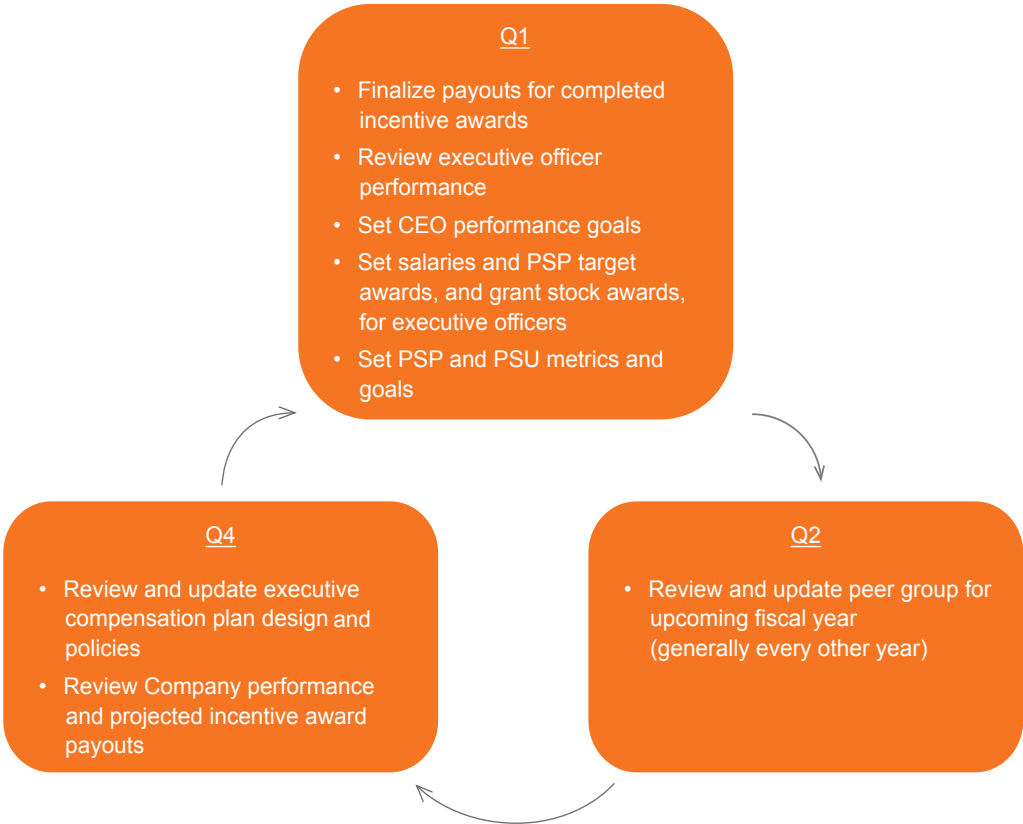 Q1
• Finalize payouts for completed
incentive awards
• Review executive officer
performance
• Set CEO performance goals
• Set salaries and PSP target
awards, and grant stock awards,
for executive officers
• Set PSP and PSU metrics and
goals
Q4
• Review and update executive
compensation plan design and
policies
• Review Company performance
and projected incentive award
payouts
Q2
• Review and update peer group for
upcoming fiscal year
(generally every other year)